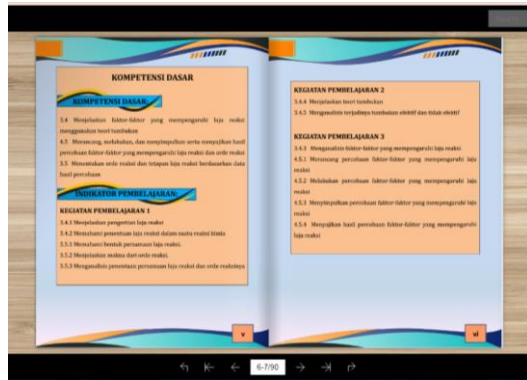 KOMPETENSI DASAR
KOMPETENSI DASAR:
3.4 Menjelaskan faktor-faktor yang mempengaruhi laju reaksi
menggunakan teori tumbukan
4.5 Merancang, melakukan, dan menyimpulkan serta menyajikan hasil
percobaan faktor-faktor yang mempengaruhi laju reaksi dan orde reaksi
3.5 Menentukan orde reaksi dan tetapan laju reaksi berdasarkan data
hasil percobaan
INDIKATOR PEMBELAJARAN:
KEGIATAN PEMBELAJARAN 1
3.4.1 Menjelaskan pengertian laju reaksi
3.4.2 Memahami penentuan laju reaksi dalam suatu reaksi kimia
3.5.1 Memahami bentuk persamaan laju reaksi.
3.5.2 Menjelaskan makna dari orde reaksi.
3.5.3 Menganalisis penentuan persamaan laju reaksi dan orde reaksinya
v
KEGIATAN PEMBELAJARAN 2
3.4.4 Menjelaskan teori tumbukan
3.4.5 Menganalisis terjadinya tumbukan efektif dan tidak efektif
KEGIATAN PEMBELAJARAN 3
3.4.3 Menganalisis faktor-faktor yang mempengaruhi laju reaksi.
4.5.1 Merancang percobaan faktor-faktor yang mempengaruhi laju
reaksi
4.5.2 Melakukan percobaan faktor-faktor yang mempengaruhi laju
reaksi
4.5.3 Menyimpulkan percobaan faktor-faktor yang mempengaruhi laju
reaksi
4.5.4 Menyajikan hasil percobaan faktor-faktor yang mempengaruhi
laju reaksi
vi
6-7/90